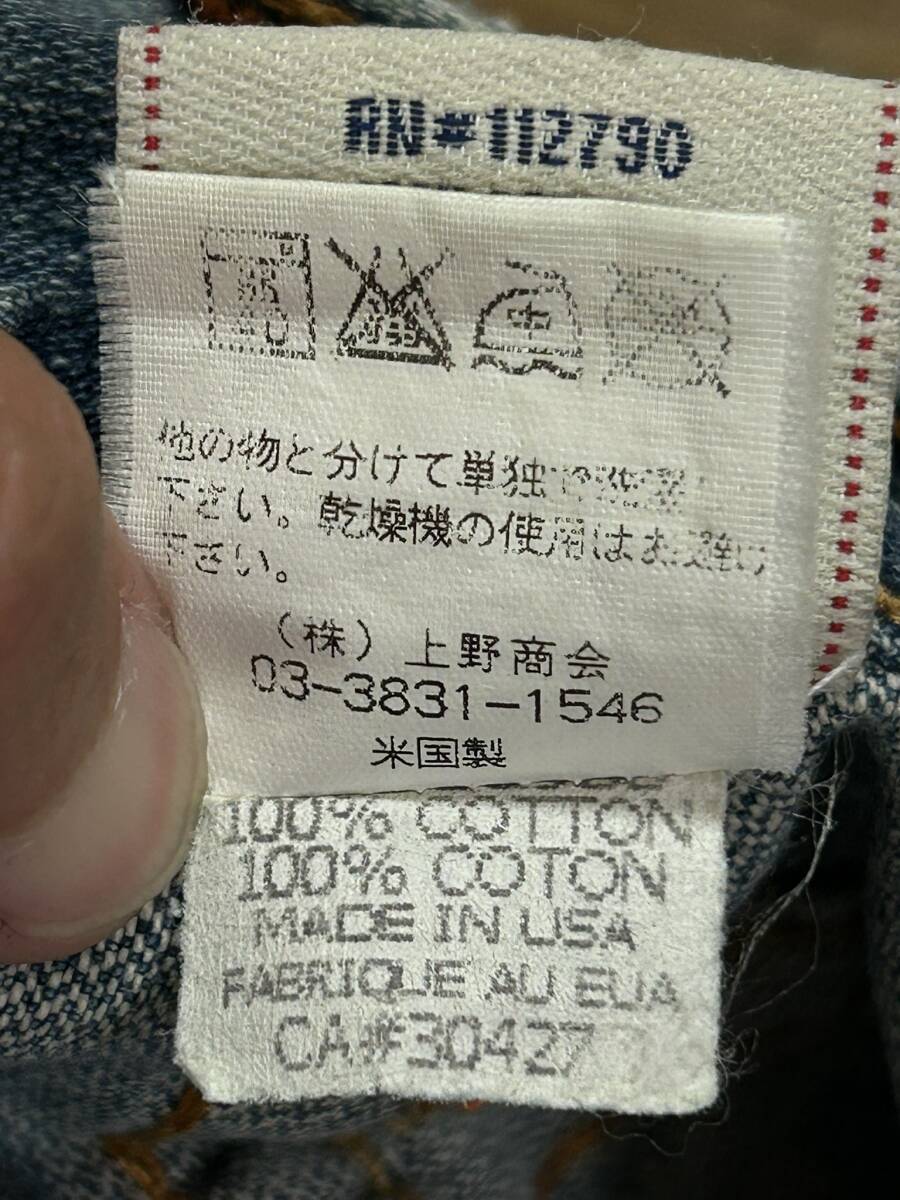 RN#112790
中
他の物と分けて単独で洗濯し
下さい。乾燥機の使用はお避け
下さい。
(株) 上野商会
03-3831-1546
米国製
100% COTTON
100% COTON
MADE IN USA
FABRIQUE AU EUA
CA#30427